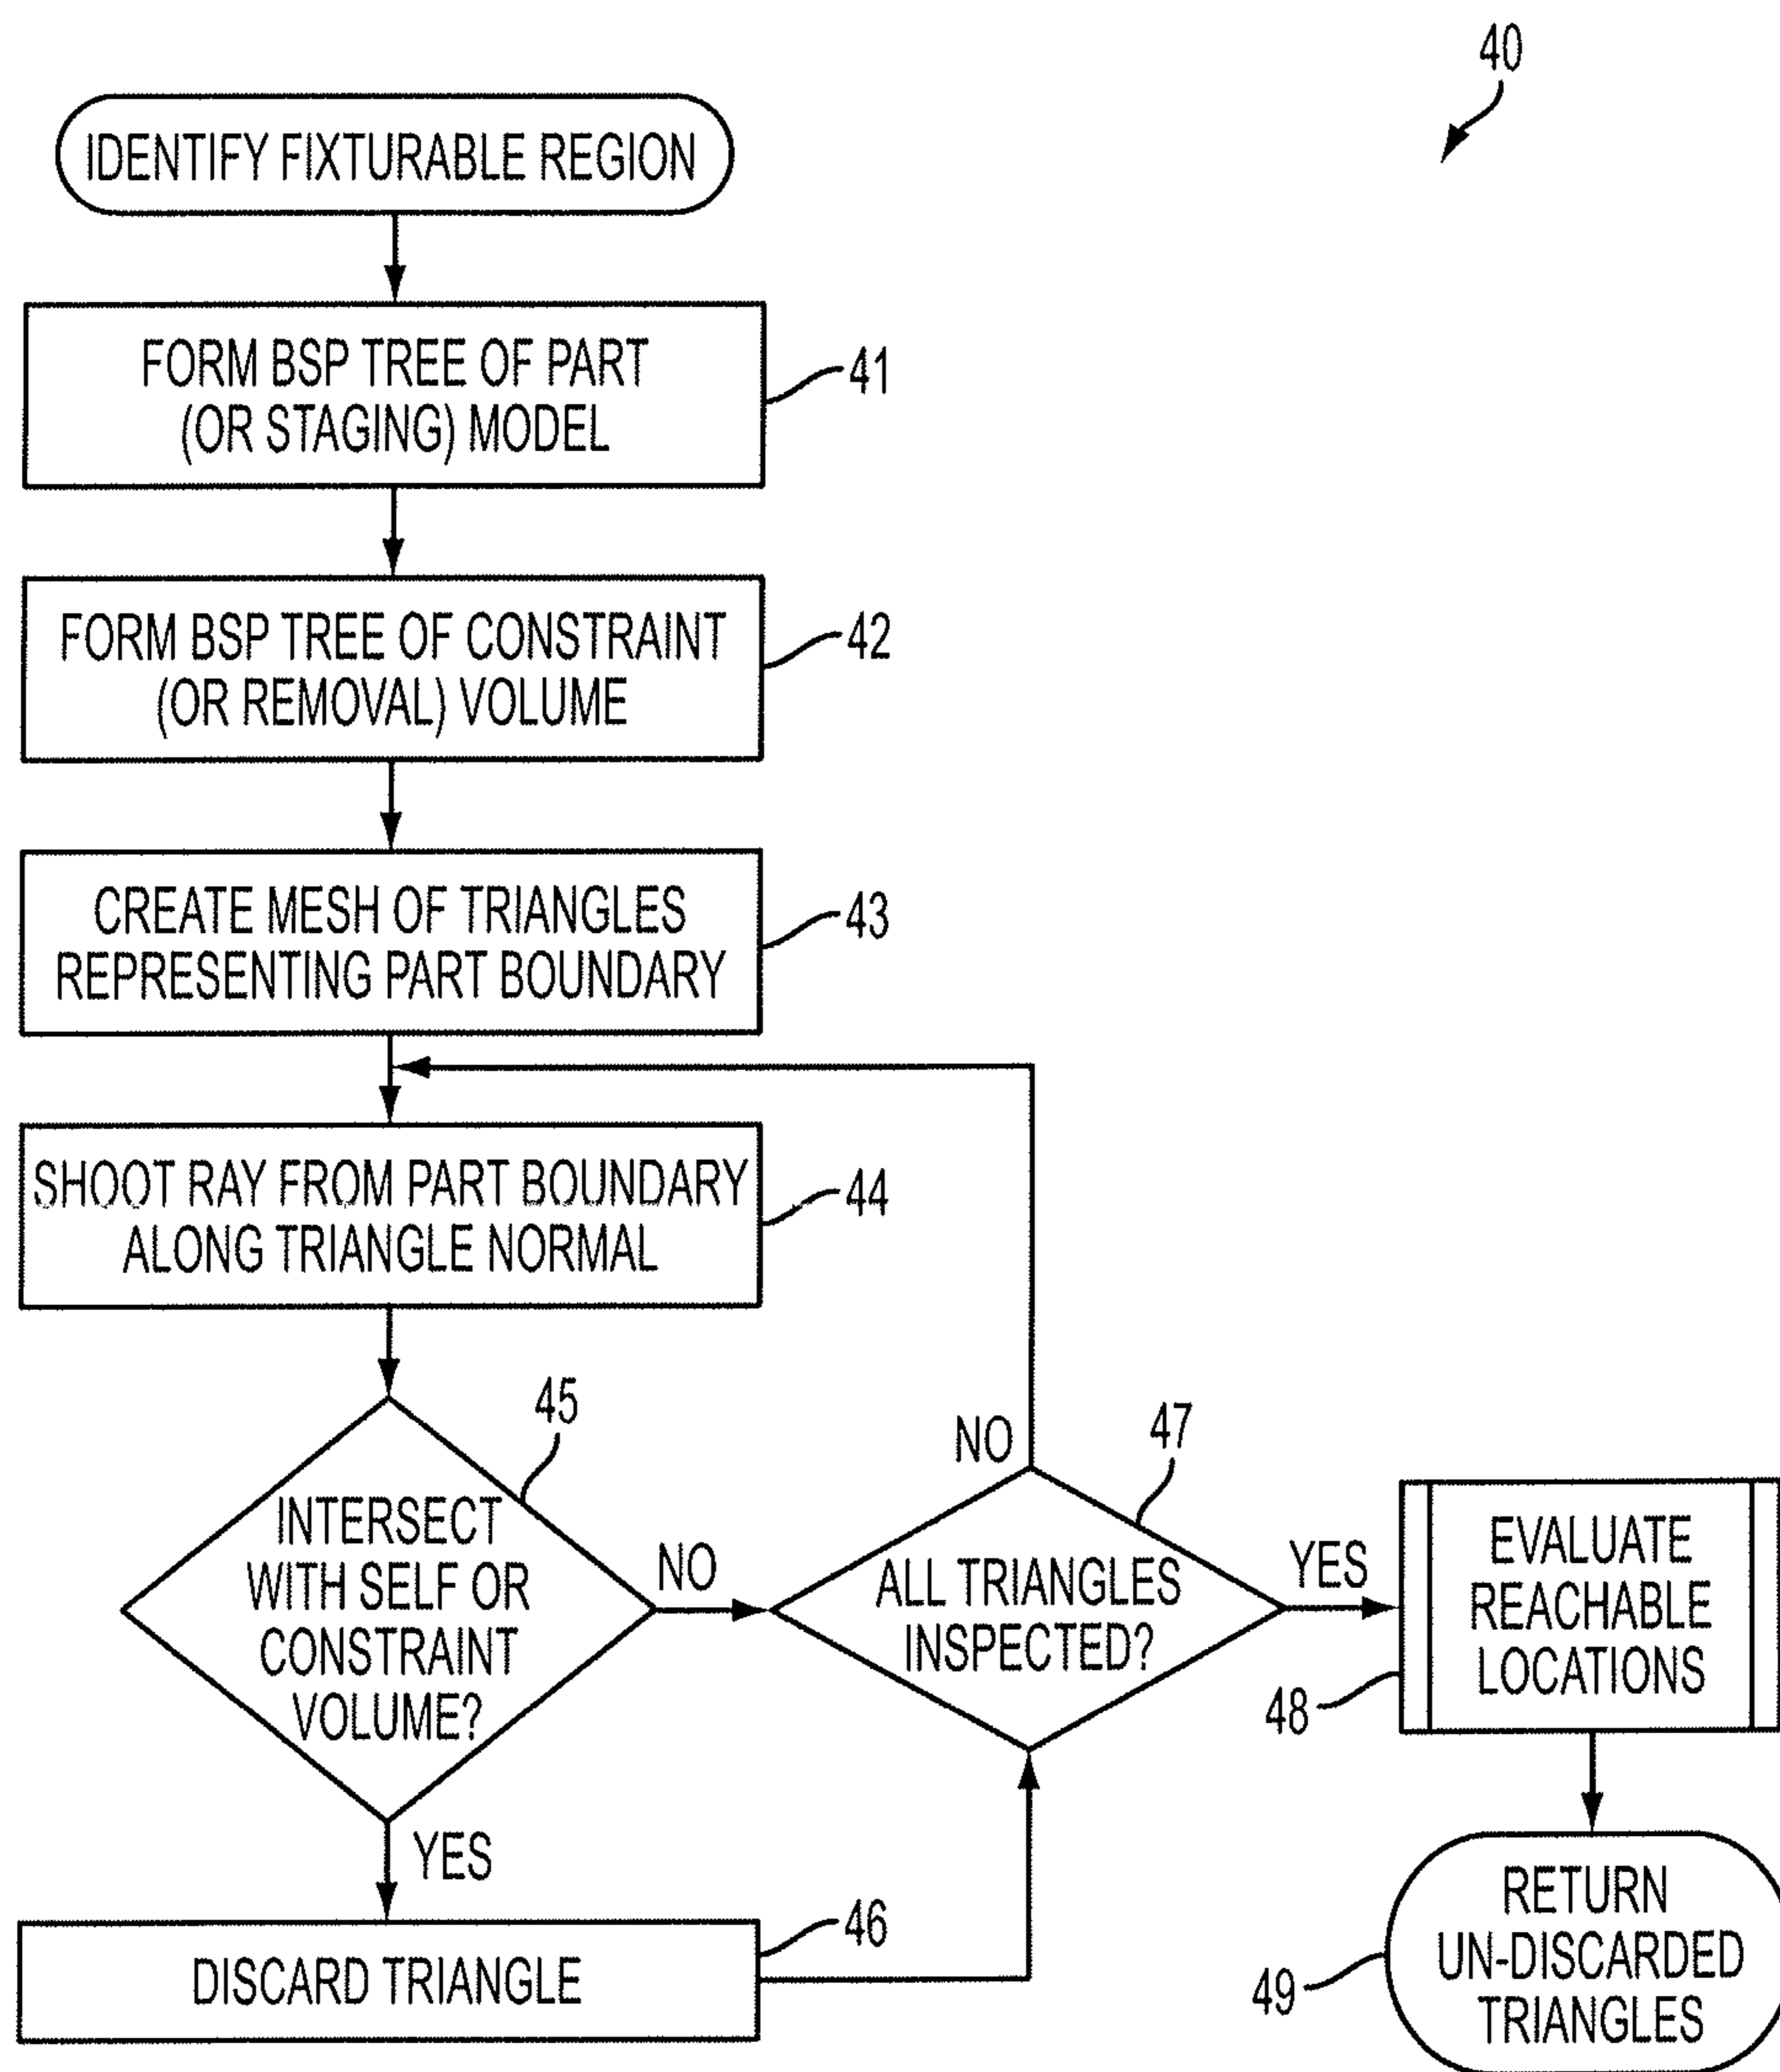 40
IDENTIFY FIXTURABLE REGION
FORM BSP TREE OF PART
(OR STAGING) MODEL
41
FORM BSP TREE OF CONSTRAINT
(OR REMOVAL) VOLUME
42
CREATE MESH OF TRIANGLES
REPRESENTING PART BOUNDARY
43
SHOOT RAY FROM PART BOUNDARY
ALONG TRIANGLE NORMAL
44
45
INTERSECT
WITH SELF OR
CONSTRAINT
VOLUME?
NO
YES
DISCARD TRIANGLE
46
NO
47
ALL TRIANGLES
INSPECTED?
YES
EVALUATE
REACHABLE
LOCATIONS
48
RETURN
UN-DISCARDED
TRIANGLES
49